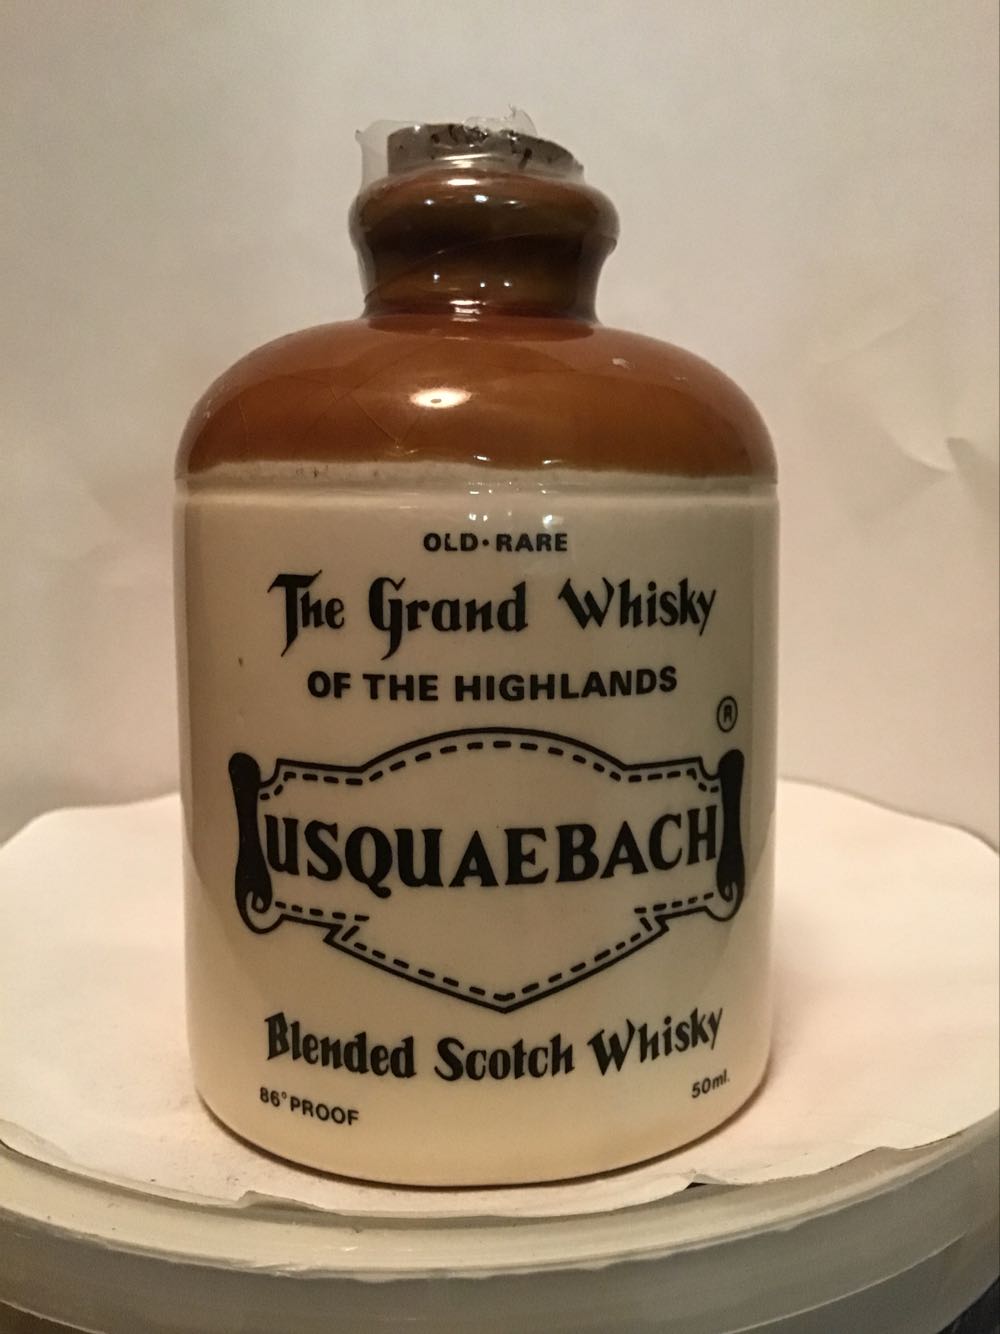 OLD·RARE
The Grand Whisky
OF THE HIGHLANDS
®
USQUAEBACH
Blended Scotch Whisky
86° PROOF
50ml.